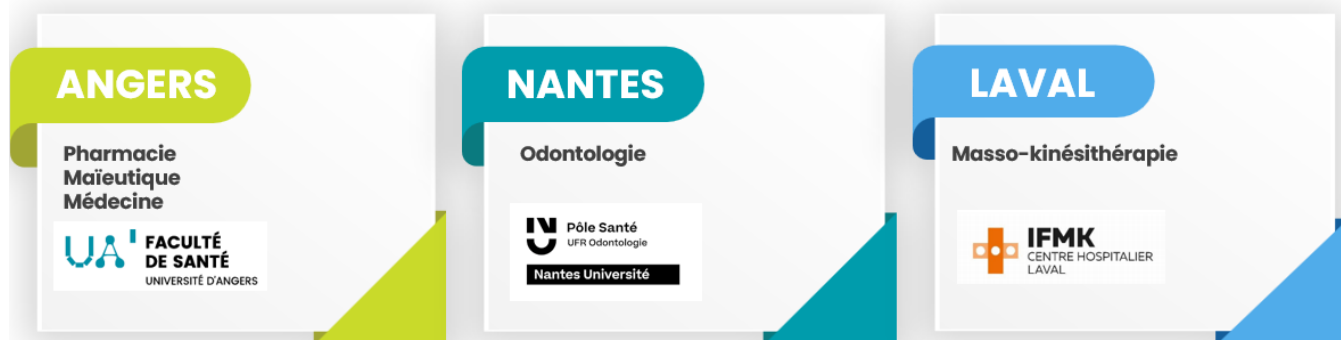 ANGERS
Pharmacie
Maïeutique
Médecine
UA'
FACULTÉ
DE SANTÉ
UNIVERSITÉ D'ANGERS
NANTES
Odontologie
Pôle Santé
UFR Odontologie
Nantes Université
LAVAL
Masso-kinésithérapie
IFMK
CENTRE HOSPITALIER
LAVAL